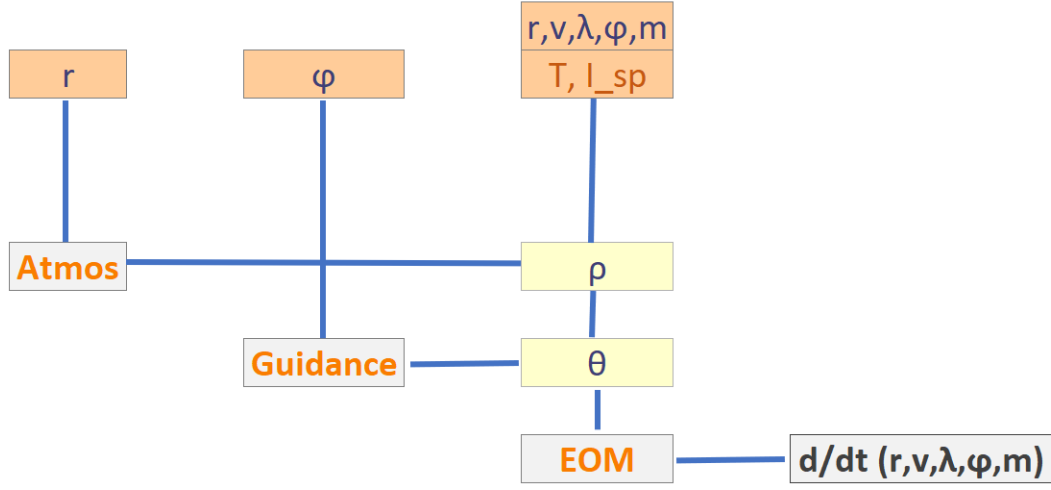 r,v,λ,φ,m
r
φ
T, I_sp
Atmos
ρ
Guidance
θ
EOM
d/dt (r,v,λ,φ,m)